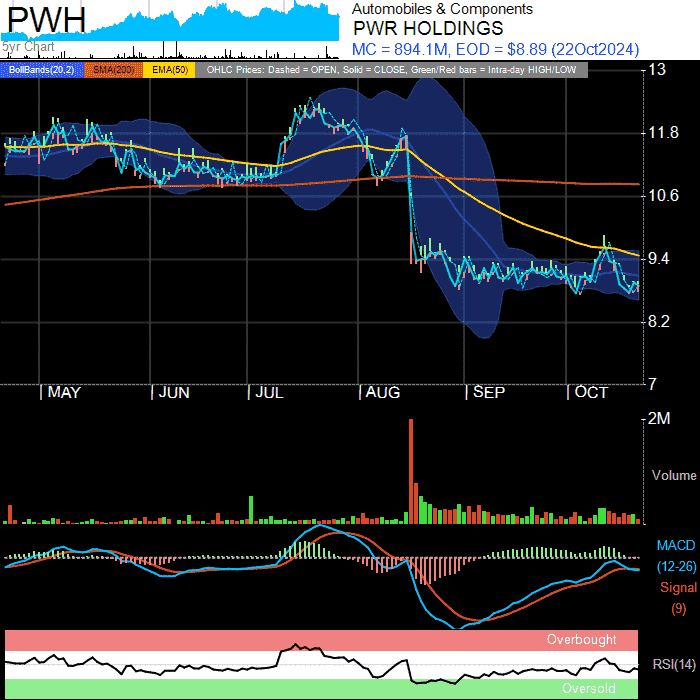 PWH
5yr Chart
Automobiles & Components
PWR HOLDINGS
MC = 894.1M, EOD = $8.89 (22Oct2024)
BollBands(20,2) SMA(200) EMA(50) OHLC Prices: Dashed = OPEN, Solid = CLOSE, Green/Red bars = Intra-day HIGH/LOW
13
11.8
10.6
9.4
8.2
7
MAY JUN JUL AUG SEP OCT
2M
Volume
MACD
(12-26)
Signal
(9)
Overbought
RSI(14)
Oversold